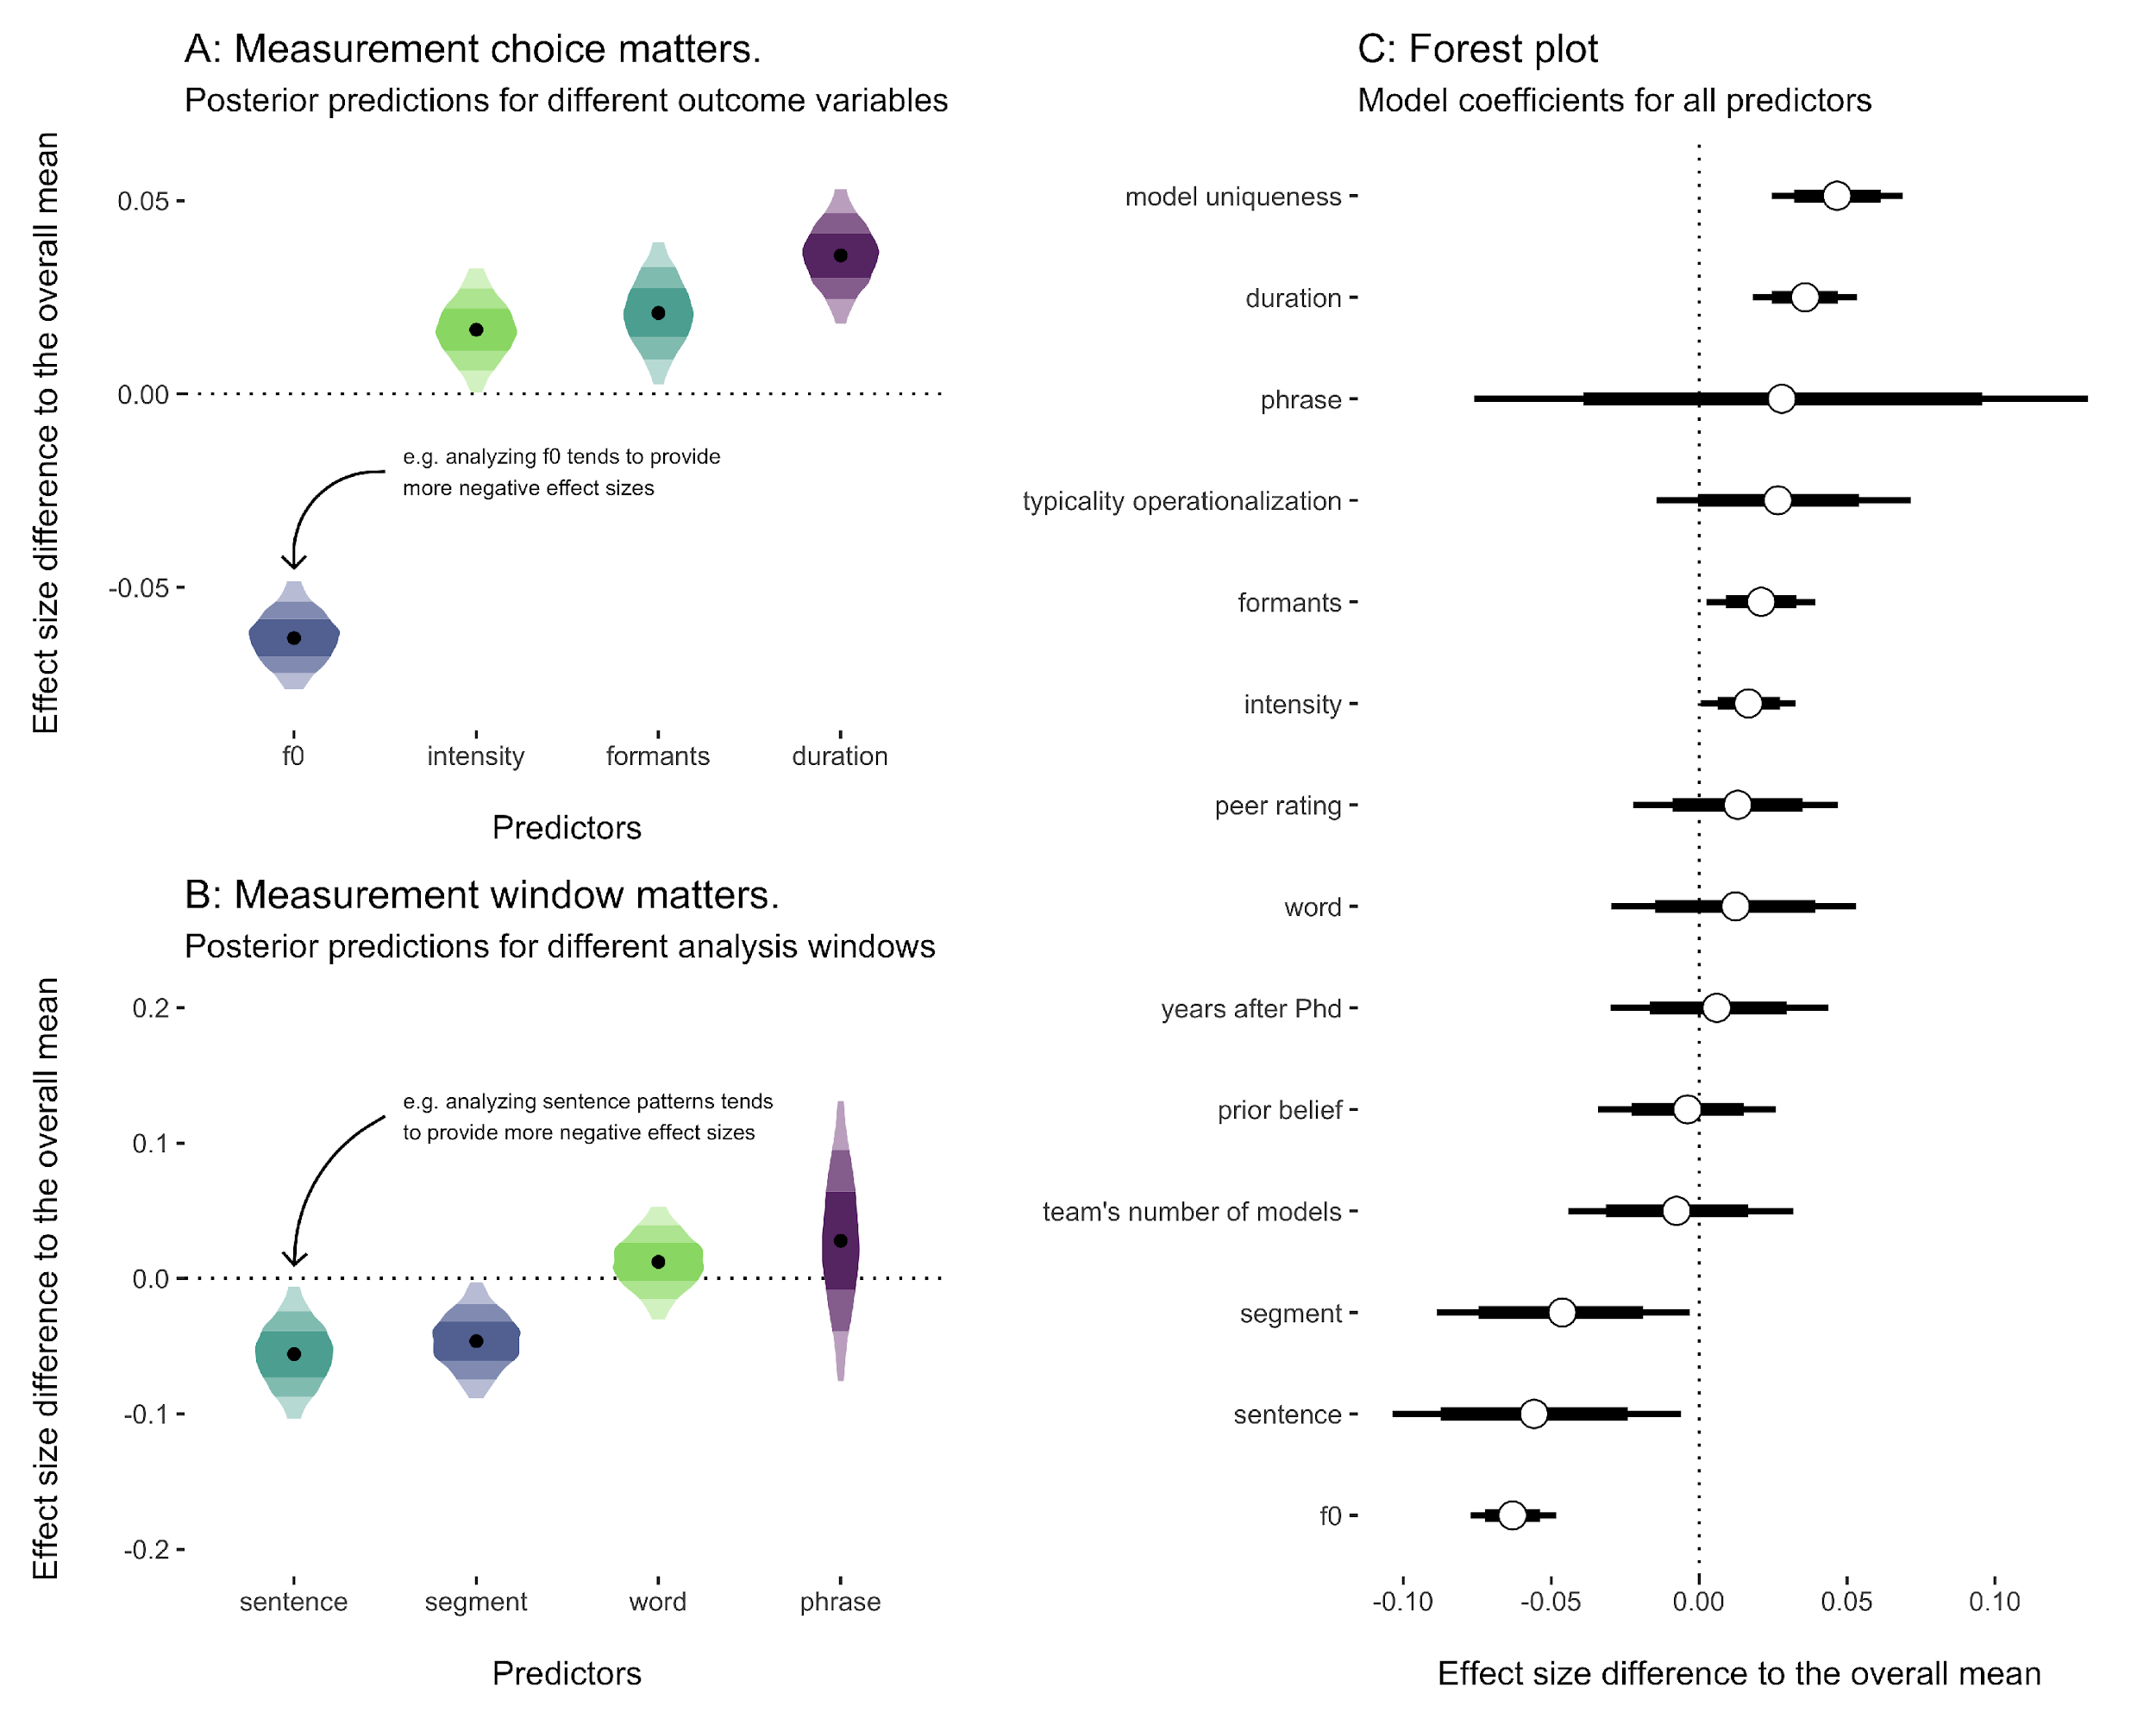 A: Measurement choice matters.
Posterior predictions for different outcome variables
Effect size difference to the overall mean
0.05
0.00
-0.05
e.g. analyzing f0 tends to provide
more negative effect sizes
f0
intensity
formants
duration
Predictors
B: Measurement window matters.
Posterior predictions for different analysis windows
Effect size difference to the overall mean
0.2
0.1
0.0
-0.1
-0.2
e.g. analyzing sentence patterns tends
to provide more negative effect sizes
sentence
segment
word
phrase
Predictors
C: Forest plot
Model coefficients for all predictors
model uniqueness
duration
phrase
typicality operationalization
formants
intensity
peer rating
word
years after Phd
prior belief
team's number of models
segment
sentence
f0
-0.10
-0.05
0.00
0.05
0.10
Effect size difference to the overall mean